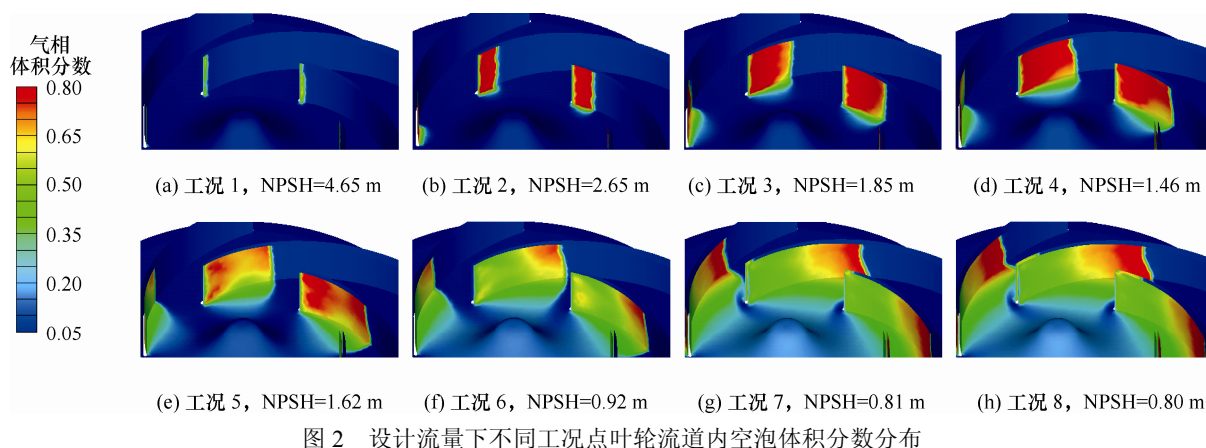 气相
体积分数
0.80
0.65
0.50
0.35
0.20
0.05
(a) 工况 1，NPSH=4.65 m
(b) 工况 2，NPSH=2.65 m
(c) 工况 3，NPSH=1.85 m
(d) 工况 4，NPSH=1.46 m
(e) 工况 5，NPSH=1.62 m
(f) 工况 6，NPSH=0.92 m
(g) 工况 7，NPSH=0.81 m
(h) 工况 8，NPSH=0.80 m
图 2 设计流量下不同工况点叶轮流道内空泡体积分数分布